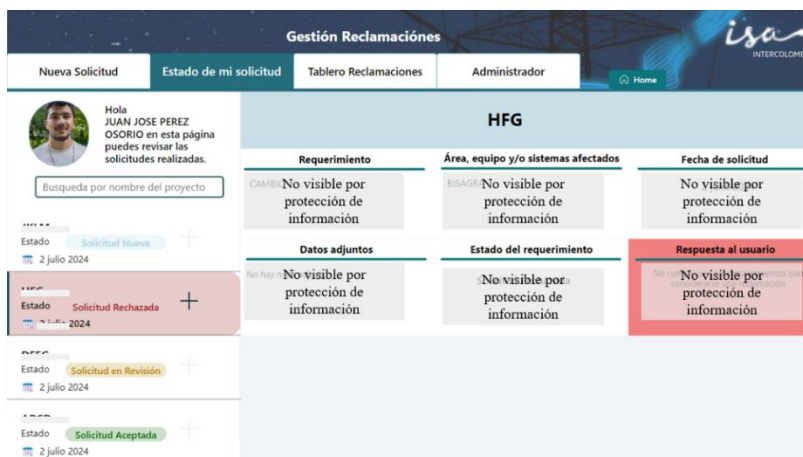 Gestión Reclamaciónes
isa
INTERCOLOMB
Nueva Solicitud
Estado de mi solicitud
Tablero Reclamaciones
Administrador
Home
Hola
JUAN JOSE PEREZ
OSORIO en esta página
puedes revisar las
solicitudes realizadas.
Busqueda por nombre del proyecto
Estado Solicitud Nueva
2 julio 2024
Estado Solicitud Rechazada
2 julio 2024
Estado Solicitud en Revisión
2 julio 2024
Estado Solicitud Aceptada
2 julio 2024
HFG
Requerimiento
No visible por
protección de
información
Área, equipo y/o sistemas afectados
No visible por
protección de
información
Fecha de solicitud
No visible por
protección de
información
Datos adjuntos
No visible por
protección de
información
Estado del requerimiento
No visible por
protección de
información
Respuesta al usuario
No visible por
protección de
información